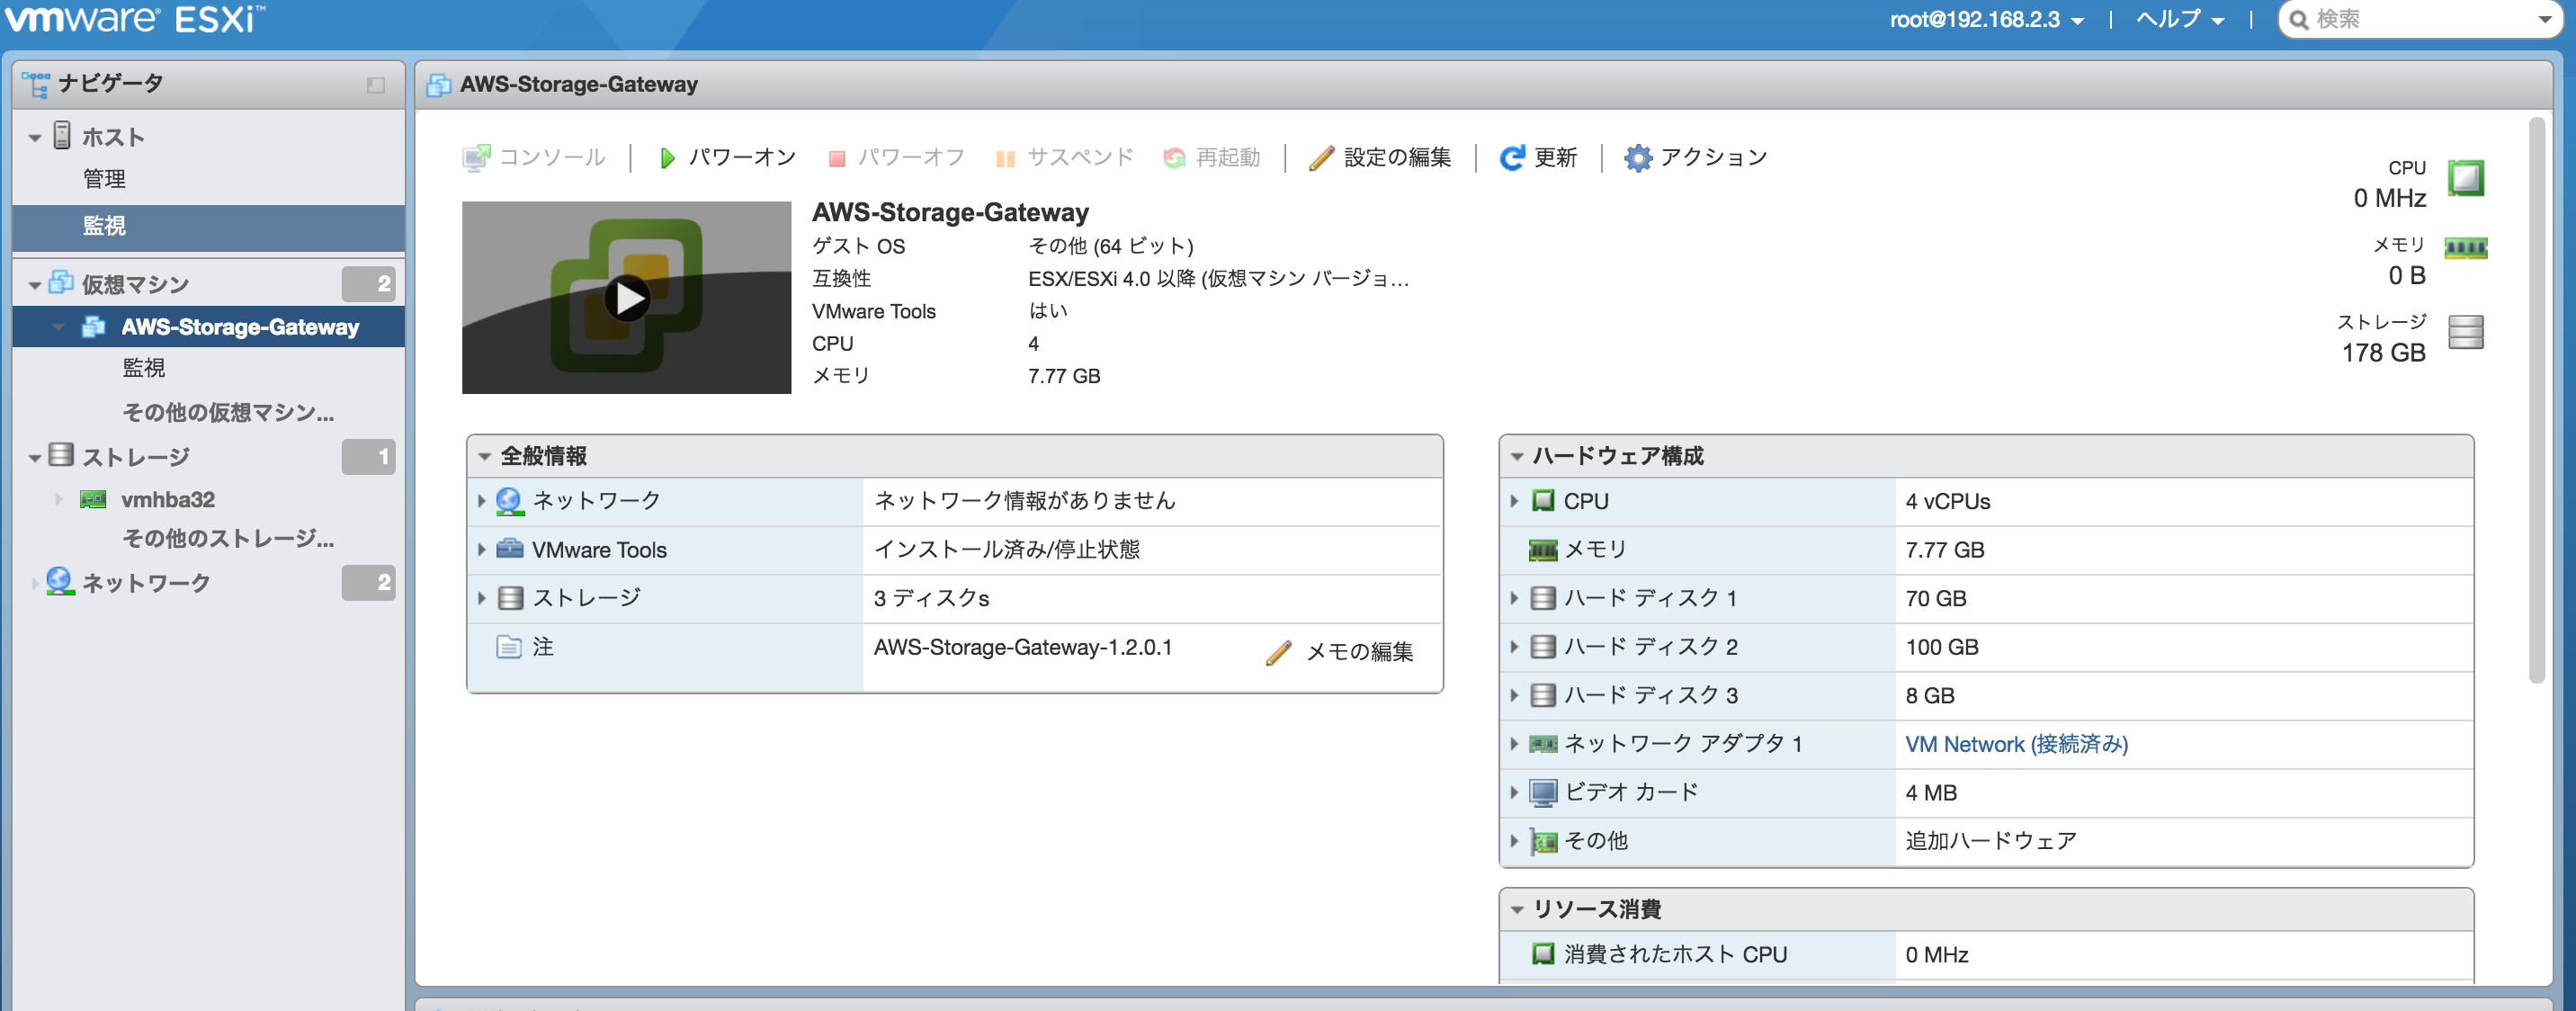 vmware® ESXi™
root@192.168.2.3 | ヘルプ | 検索
ナビゲータ
ホスト
管理
監視
仮想マシン 2
AWS-Storage-Gateway
監視
その他の仮想マシン...
ストレージ 1
vmhba32
その他のストレージ...
ネットワーク 2
AWS-Storage-Gateway
コンソール | パワーオン パワーオフ サスペンド 再起動 | 設定の編集 | 更新 | アクション
AWS-Storage-Gateway
ゲスト OS その他 (64 ビット)
互換性 ESX/ESXi 4.0 以降 (仮想マシン バージョ...
VMware Tools はい
CPU 4
メモリ 7.77 GB
CPU
0 MHz
メモリ
0 B
ストレージ
178 GB
全般情報
ネットワーク ネットワーク情報がありません
VMware Tools インストール済み/停止状態
ストレージ 3 ディスクs
注 AWS-Storage-Gateway-1.2.0.1 メモの編集
ハードウェア構成
CPU 4 vCPUs
メモリ 7.77 GB
ハード ディスク 1 70 GB
ハード ディスク 2 100 GB
ハード ディスク 3 8 GB
ネットワーク アダプタ 1 VM Network (接続済み)
ビデオ カード 4 MB
その他 追加ハードウェア
リソース消費
消費されたホスト CPU 0 MHz